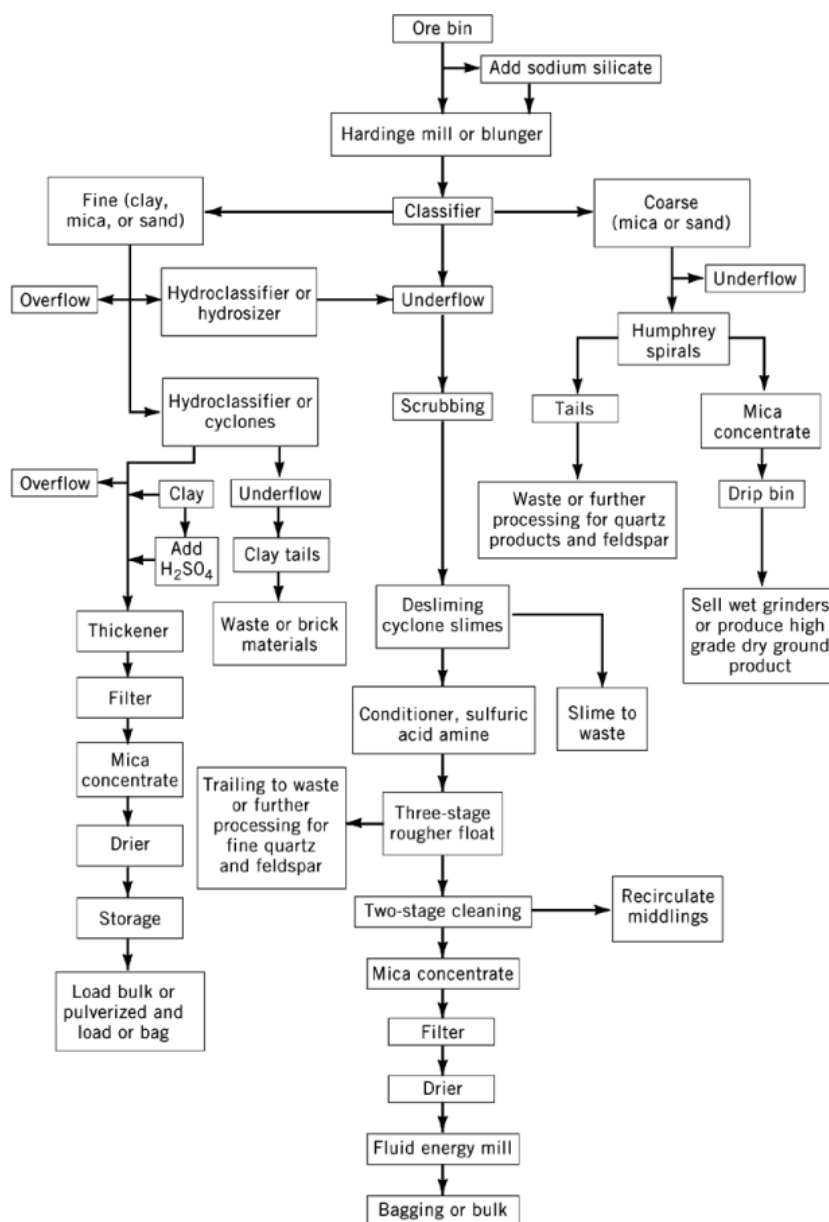 Ore bin
Add sodium silicate
Hardinge mill or blunger
Fine (clay,
mica, or sand)
Classifier
Coarse
(mica or sand)
Overflow
Hydroclassifier or
hydrosizer
Underflow
Underflow
Humphrey
spirals
Hydroclassifier or
cyclones
Scrubbing
Tails
Mica
concentrate
Overflow
Clay
Underflow
Waste or further
processing for quartz
products and feldspar
Drip bin
Add
H2SO4
Clay tails
Thickener
Waste or brick
materials
Desliming
cyclone slimes
Sell wet grinders
or produce high
grade dry ground
product
Filter
Conditioner, sulfuric
acid amine
Slime to
waste
Mica
concentrate
Trailing to waste
or further
processing for
fine quartz
and feldspar
Three-stage
rougher float
Drier
Storage
Two-stage cleaning
Recirculate
middlings
Load bulk or
pulverized and
load or bag
Mica concentrate
Filter
Drier
Fluid energy mill
Bagging or bulk